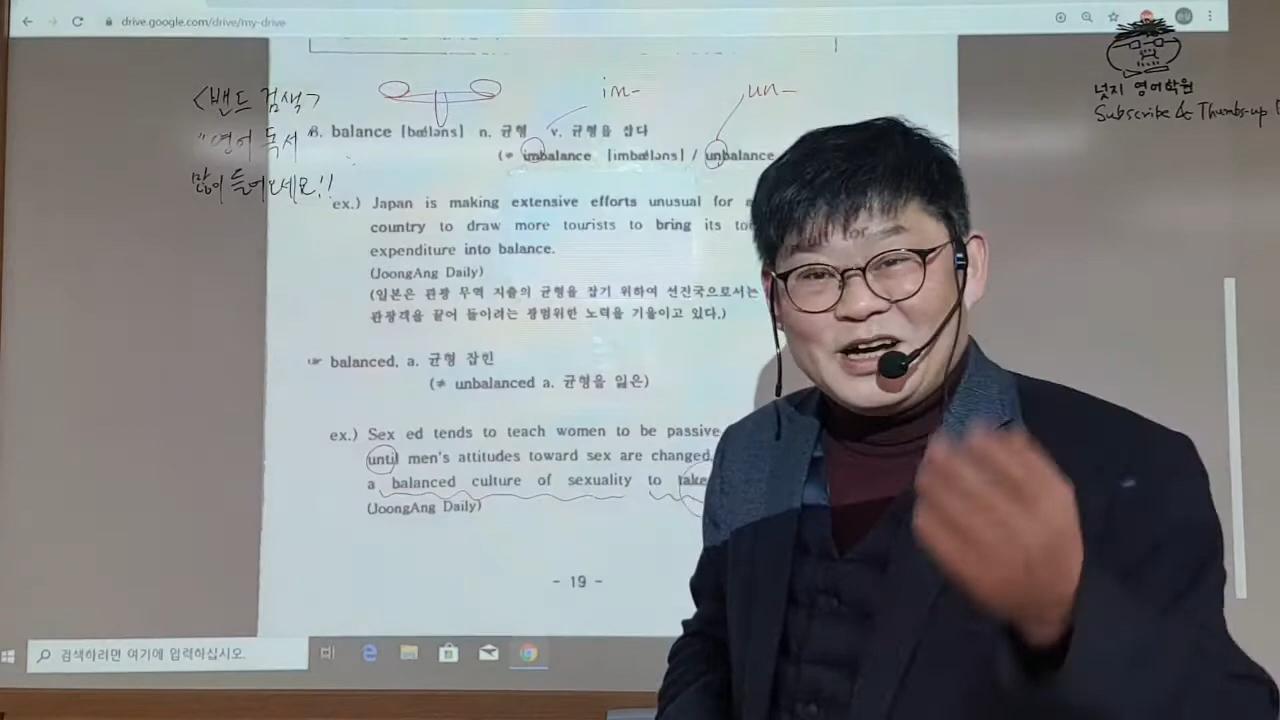 drive.google.com/drive/my-drive
넛지 영어학원
Subscribe & Thumbs-up
<밴드 검색>
"영어 독서
많이 들어오세요!!
im-
un-
8. balance [bæləns] n. 균형 v. 균형을 잡다
(≠ imbalance [imbæləns] / unbalance
ex.) Japan is making extensive efforts unusual for
country to draw more tourists to bring its
expenditure into balance.
(JoongAng Daily)
(일본은 관광 무역 지출의 균형을 잡기 위하여 선진국으로서는
관광객을 끌어 들이려는 광범위한 노력을 기울이고 있다.)
☞ balanced, a. 균형 잡힌
(≠ unbalanced a. 균형을 잃은)
ex.) Sex ed tends to teach women to be passive
until men's attitudes toward sex are changed,
a balanced culture of sexuality to take
(JoongAng Daily)
- 19 -
검색하려면 여기에 입력하십시오.